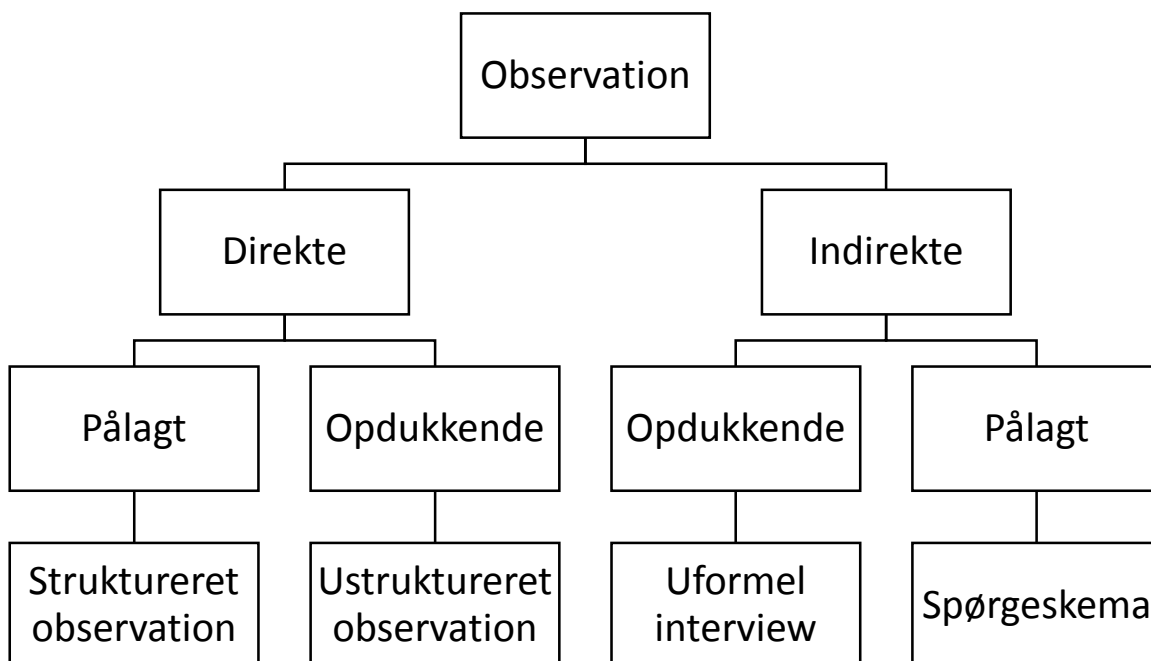 Observation
Direkte
Indirekte
Pålagt
Opdukkende
Opdukkende
Pålagt
Struktureret
observation
Ustruktureret
observation
Uformel
interview
Spørgeskema